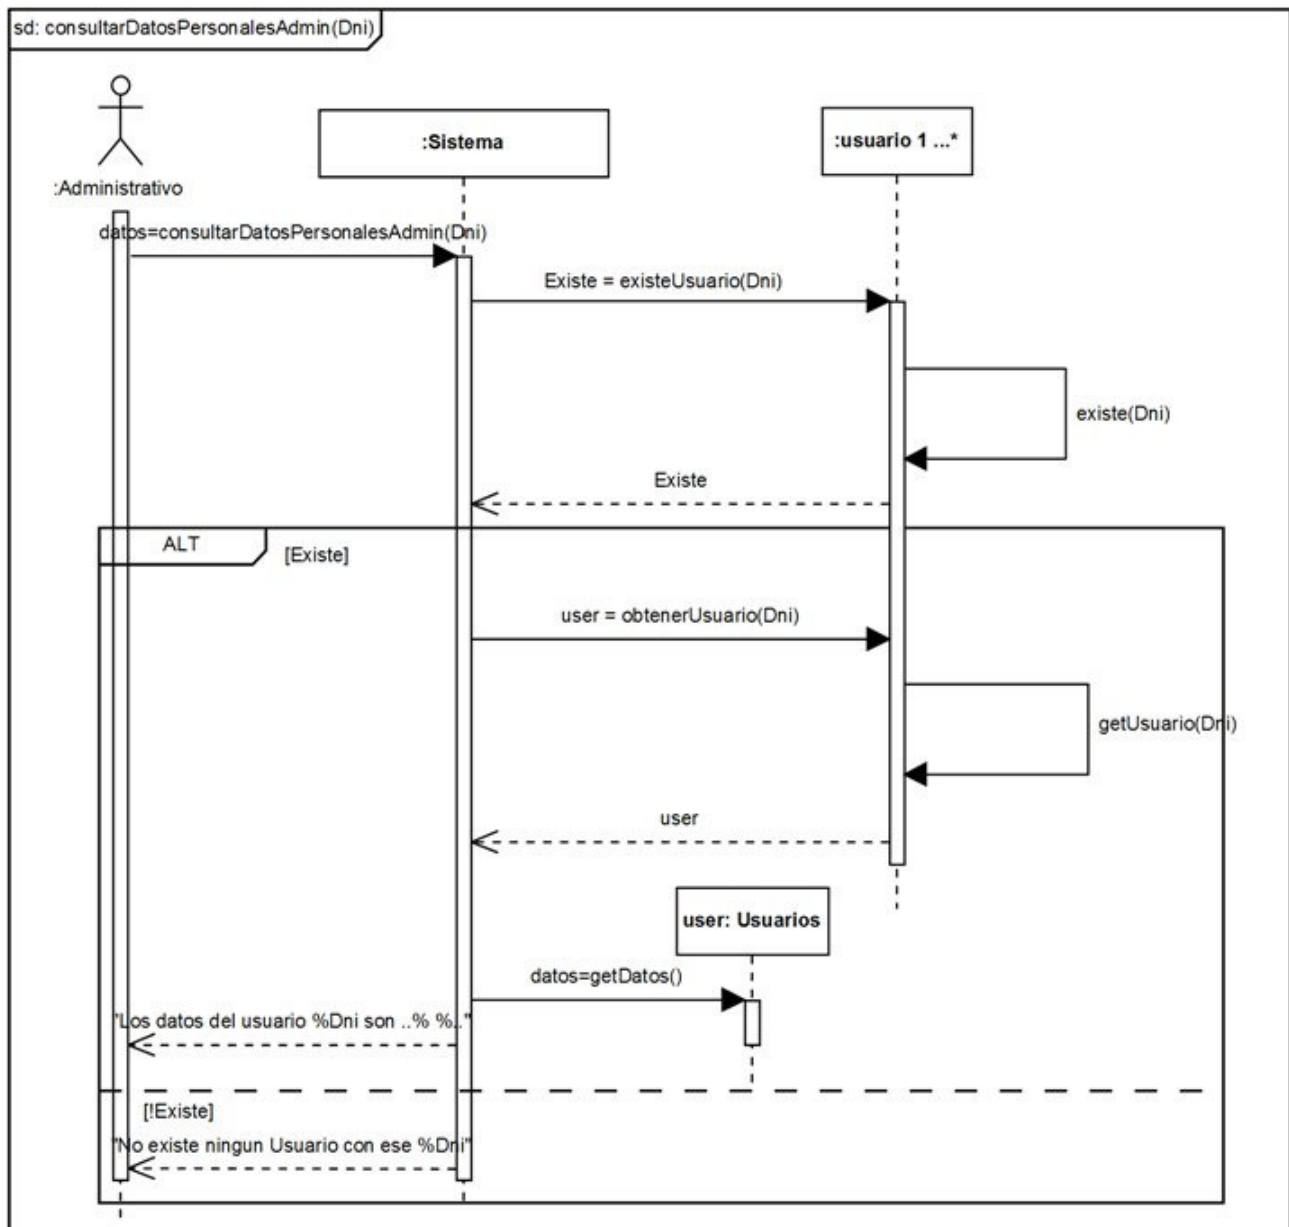 sd: consultarDatosPersonalesAdmin(Dni)
:Sistema
:usuario 1 ...*
:Administrativo
datos=consultarDatosPersonalesAdmin(Dni)
Existe = existeUsuario(Dni)
existe(Dni)
Existe
ALT
[Existe]
user = obtenerUsuario(Dni)
getUsuario(Dni)
user
user: Usuarios
datos=getDatos()
"Los datos del usuario %Dni son ..% %.."
[!Existe]
"No existe ningun Usuario con ese %Dni"